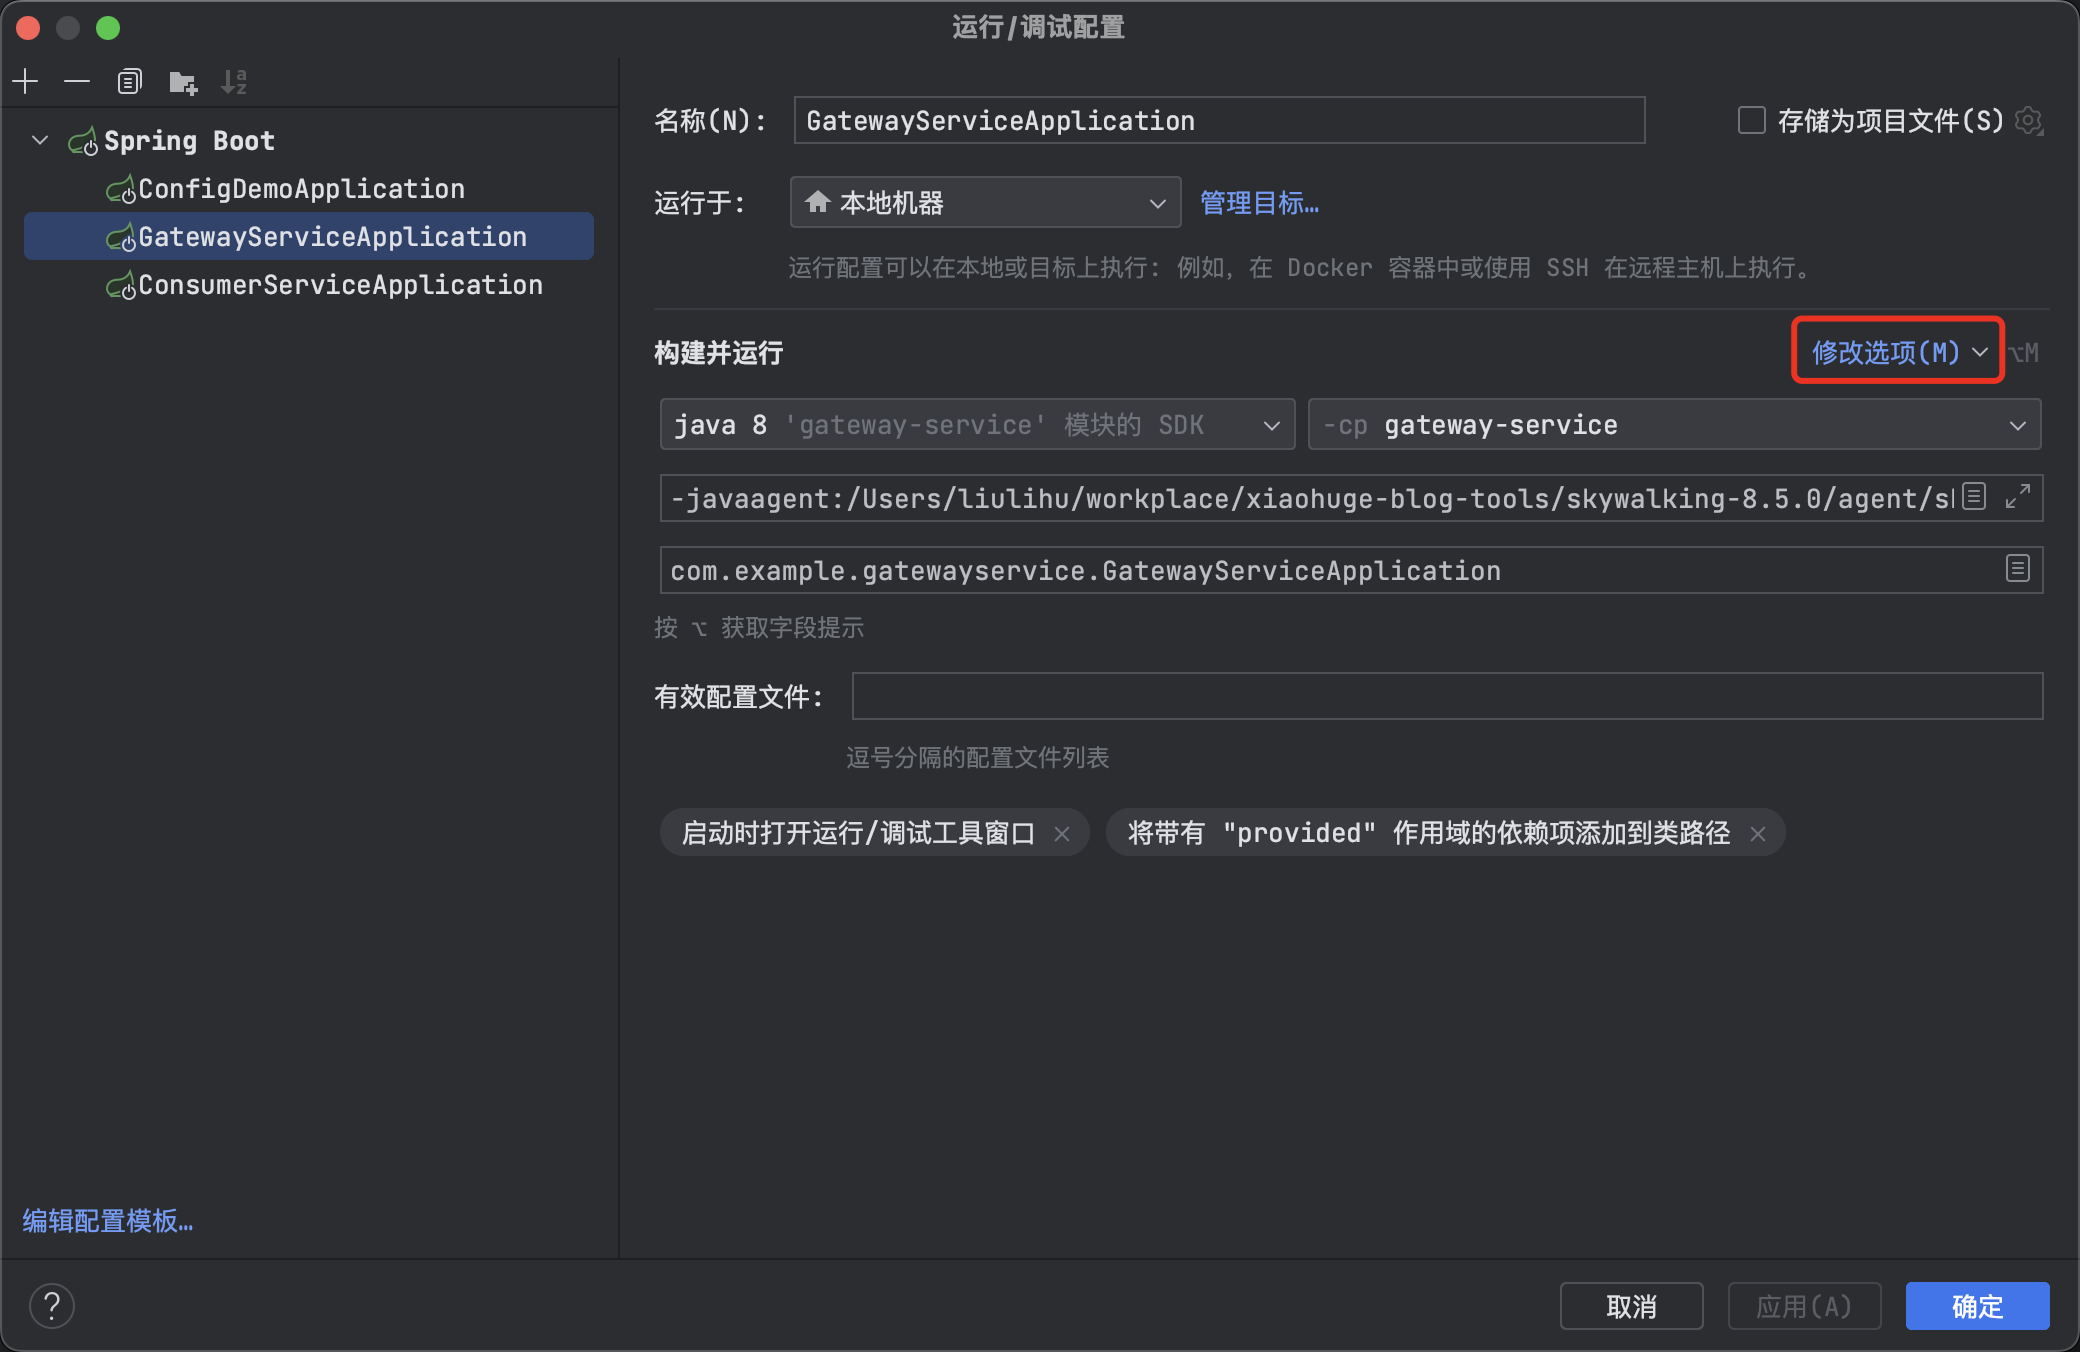 运行/调试配置
Spring Boot
ConfigDemoApplication
GatewayServiceApplication
ConsumerServiceApplication
编辑配置模板…
名称(N):
GatewayServiceApplication
存储为项目文件(S)
运行于:
本地机器
管理目标…
运行配置可以在本地或目标上执行: 例如, 在 Docker 容器中或使用 SSH 在远程主机上执行。
构建并运行
修改选项(M)
⌥M
java 8 'gateway-service' 模块的 SDK
-cp gateway-service
-javaagent:/Users/liulihu/workplace/xiaohuge-blog-tools/skywalking-8.5.0/agent/s
com.example.gatewayservice.GatewayServiceApplication
按 ⌥ 获取字段提示
有效配置文件:
逗号分隔的配置文件列表
启动时打开运行/调试工具窗口
将带有 "provided" 作用域的依赖项添加到类路径
?
取消
应用(A)
确定